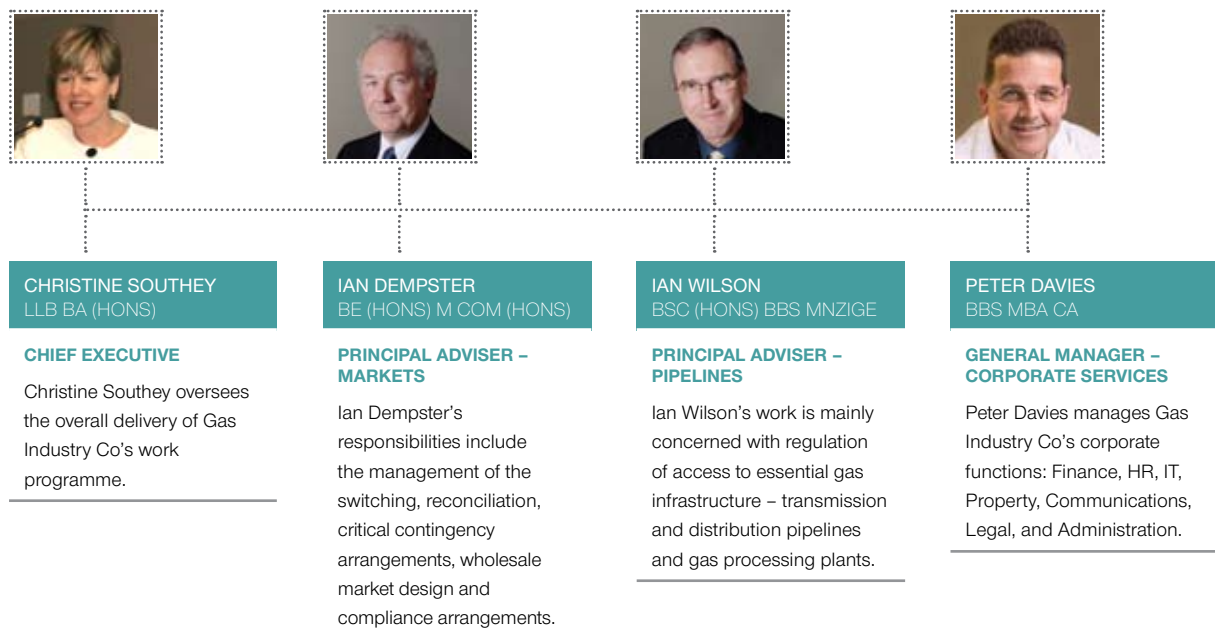 CHRISTINE SOUTHEY
LLB BA (HONS)
CHIEF EXECUTIVE
Christine Southey oversees
the overall delivery of Gas
Industry Co’s work
programme.
IAN DEMPSTER
BE (HONS) M COM (HONS)
PRINCIPAL ADVISER –
MARKETS
Ian Dempster’s
responsibilities include
the management of the
switching, reconciliation,
critical contingency
arrangements, wholesale
market design and
compliance arrangements.
IAN WILSON
BSC (HONS) BBS MNZIGE
PRINCIPAL ADVISER –
PIPELINES
Ian Wilson’s work is mainly
concerned with regulation
of access to essential gas
infrastructure – transmission
and distribution pipelines
and gas processing plants.
PETER DAVIES
BBS MBA CA
GENERAL MANAGER –
CORPORATE SERVICES
Peter Davies manages Gas
Industry Co’s corporate
functions: Finance, HR, IT,
Property, Communications,
Legal, and Administration.